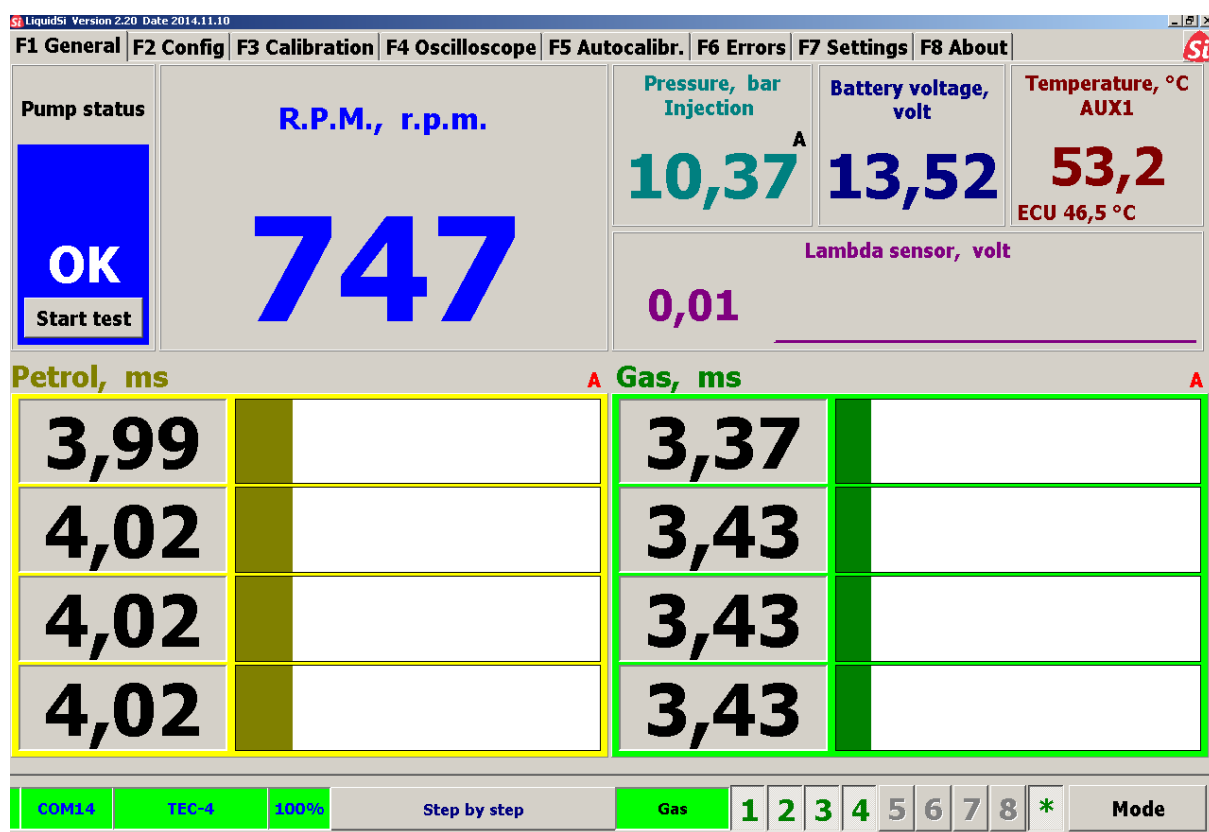 Si LiquidSi Version 2.20 Date 2014.11.10
F1 General F2 Config F3 Calibration F4 Oscilloscope F5 Autocalibr. F6 Errors F7 Settings F8 About
Si
Pump status
OK
Start test
R.P.M., r.p.m.
747
Pressure, bar
Injection
A
10,37
Battery voltage,
volt
13,52
Temperature, °C
AUX1
53,2
ECU 46,5 °C
Lambda sensor, volt
0,01
Petrol, ms A
3,99
4,02
4,02
4,02
Gas, ms A
3,37
3,43
3,43
3,43
COM14 TEC-4 100% Step by step Gas 1 2 3 4 5 6 7 8 * Mode